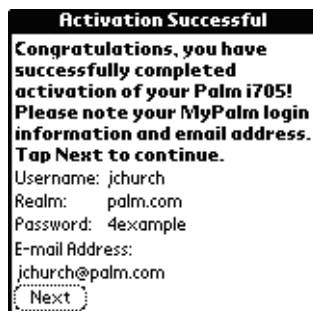 Activation Successful
Congratulations, you have
successfully completed
activation of your Palm i705!
Please note your MyPalm login
information and email address.
Tap Next to continue.
Username: jchurch
Realm: palm.com
Password: 4example
E-mail Address:
jchurch@palm.com
Next